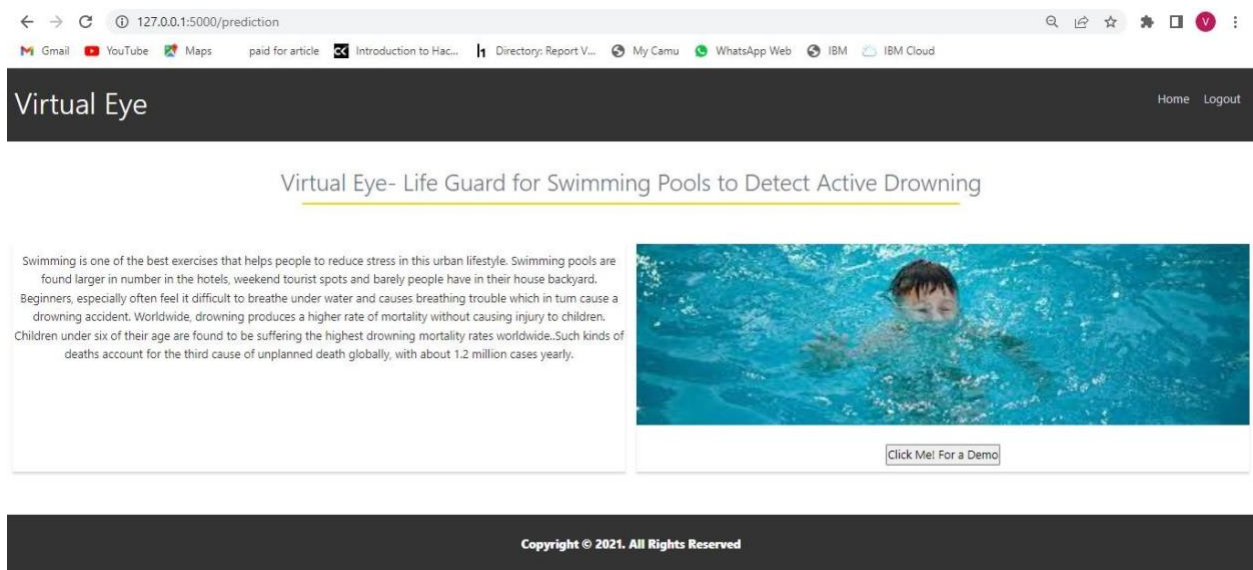 127.0.0.1:5000/prediction
Gmail YouTube Maps paid for article CK Introduction to Hac... h Directory: Report V... My Camu WhatsApp Web IBM IBM Cloud
V
Virtual Eye
Home Logout
Virtual Eye- Life Guard for Swimming Pools to Detect Active Drowning
Swimming is one of the best exercises that helps people to reduce stress in this urban lifestyle. Swimming pools are
found larger in number in the hotels, weekend tourist spots and barely people have in their house backyard.
Beginners, especially often feel it difficult to breathe under water and causes breathing trouble which in turn cause a
drowning accident. Worldwide, drowning produces a higher rate of mortality without causing injury to children.
Children under six of their age are found to be suffering the highest drowning mortality rates worldwide..Such kinds of
deaths account for the third cause of unplanned death globally, with about 1.2 million cases yearly.
Click Me! For a Demo
Copyright © 2021. All Rights Reserved